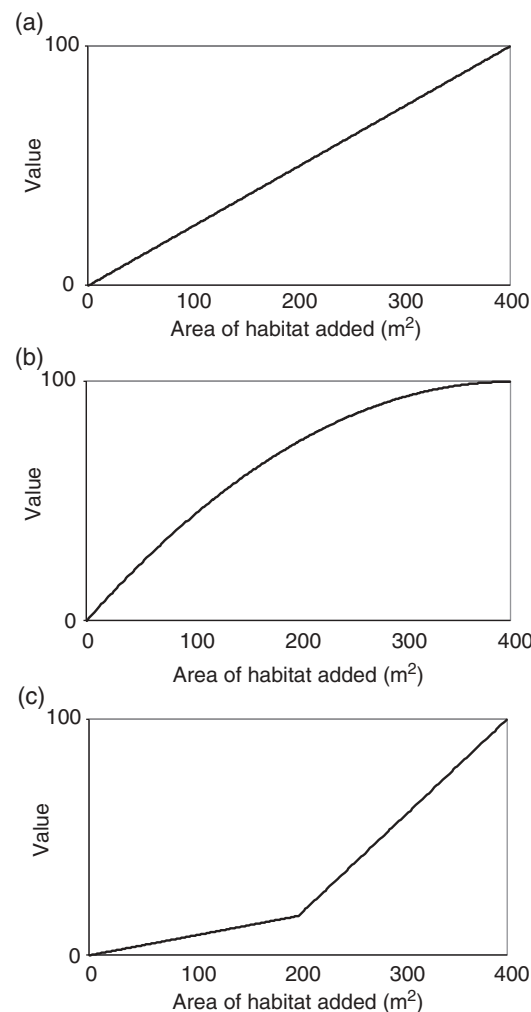 (a)
100
Value
0
0 100 200 300 400
Area of habitat added (m²)
(b)
100
Value
0
0 100 200 300 400
Area of habitat added (m²)
(c)
100
Value
0
0 100 200 300 400
Area of habitat added (m²)